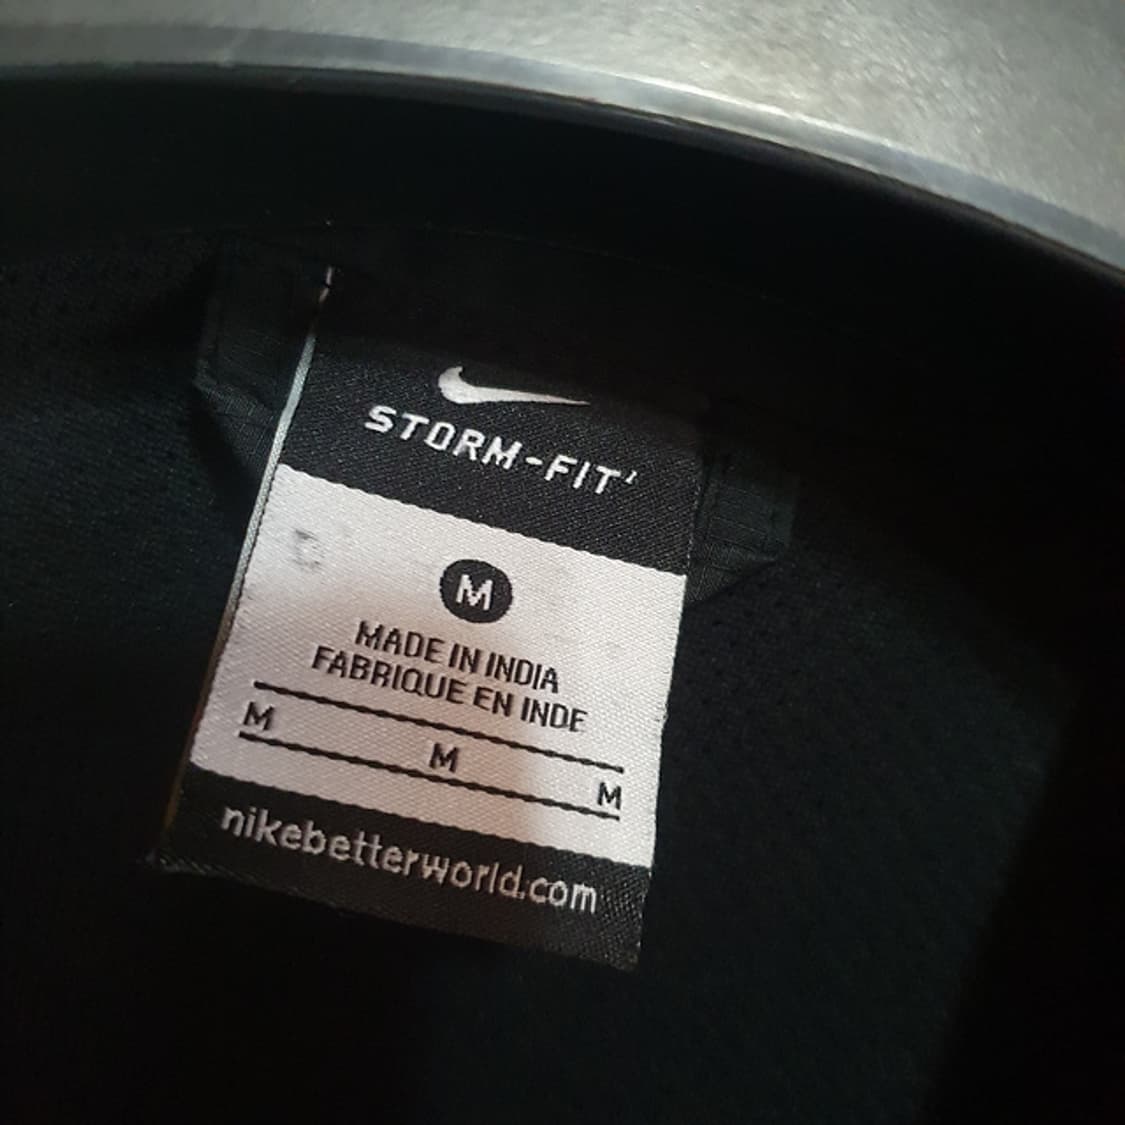 STORM-FIT
M
MADE IN INDIA
FABRIQUE EN INDE
M M M
nikebetterworld.com